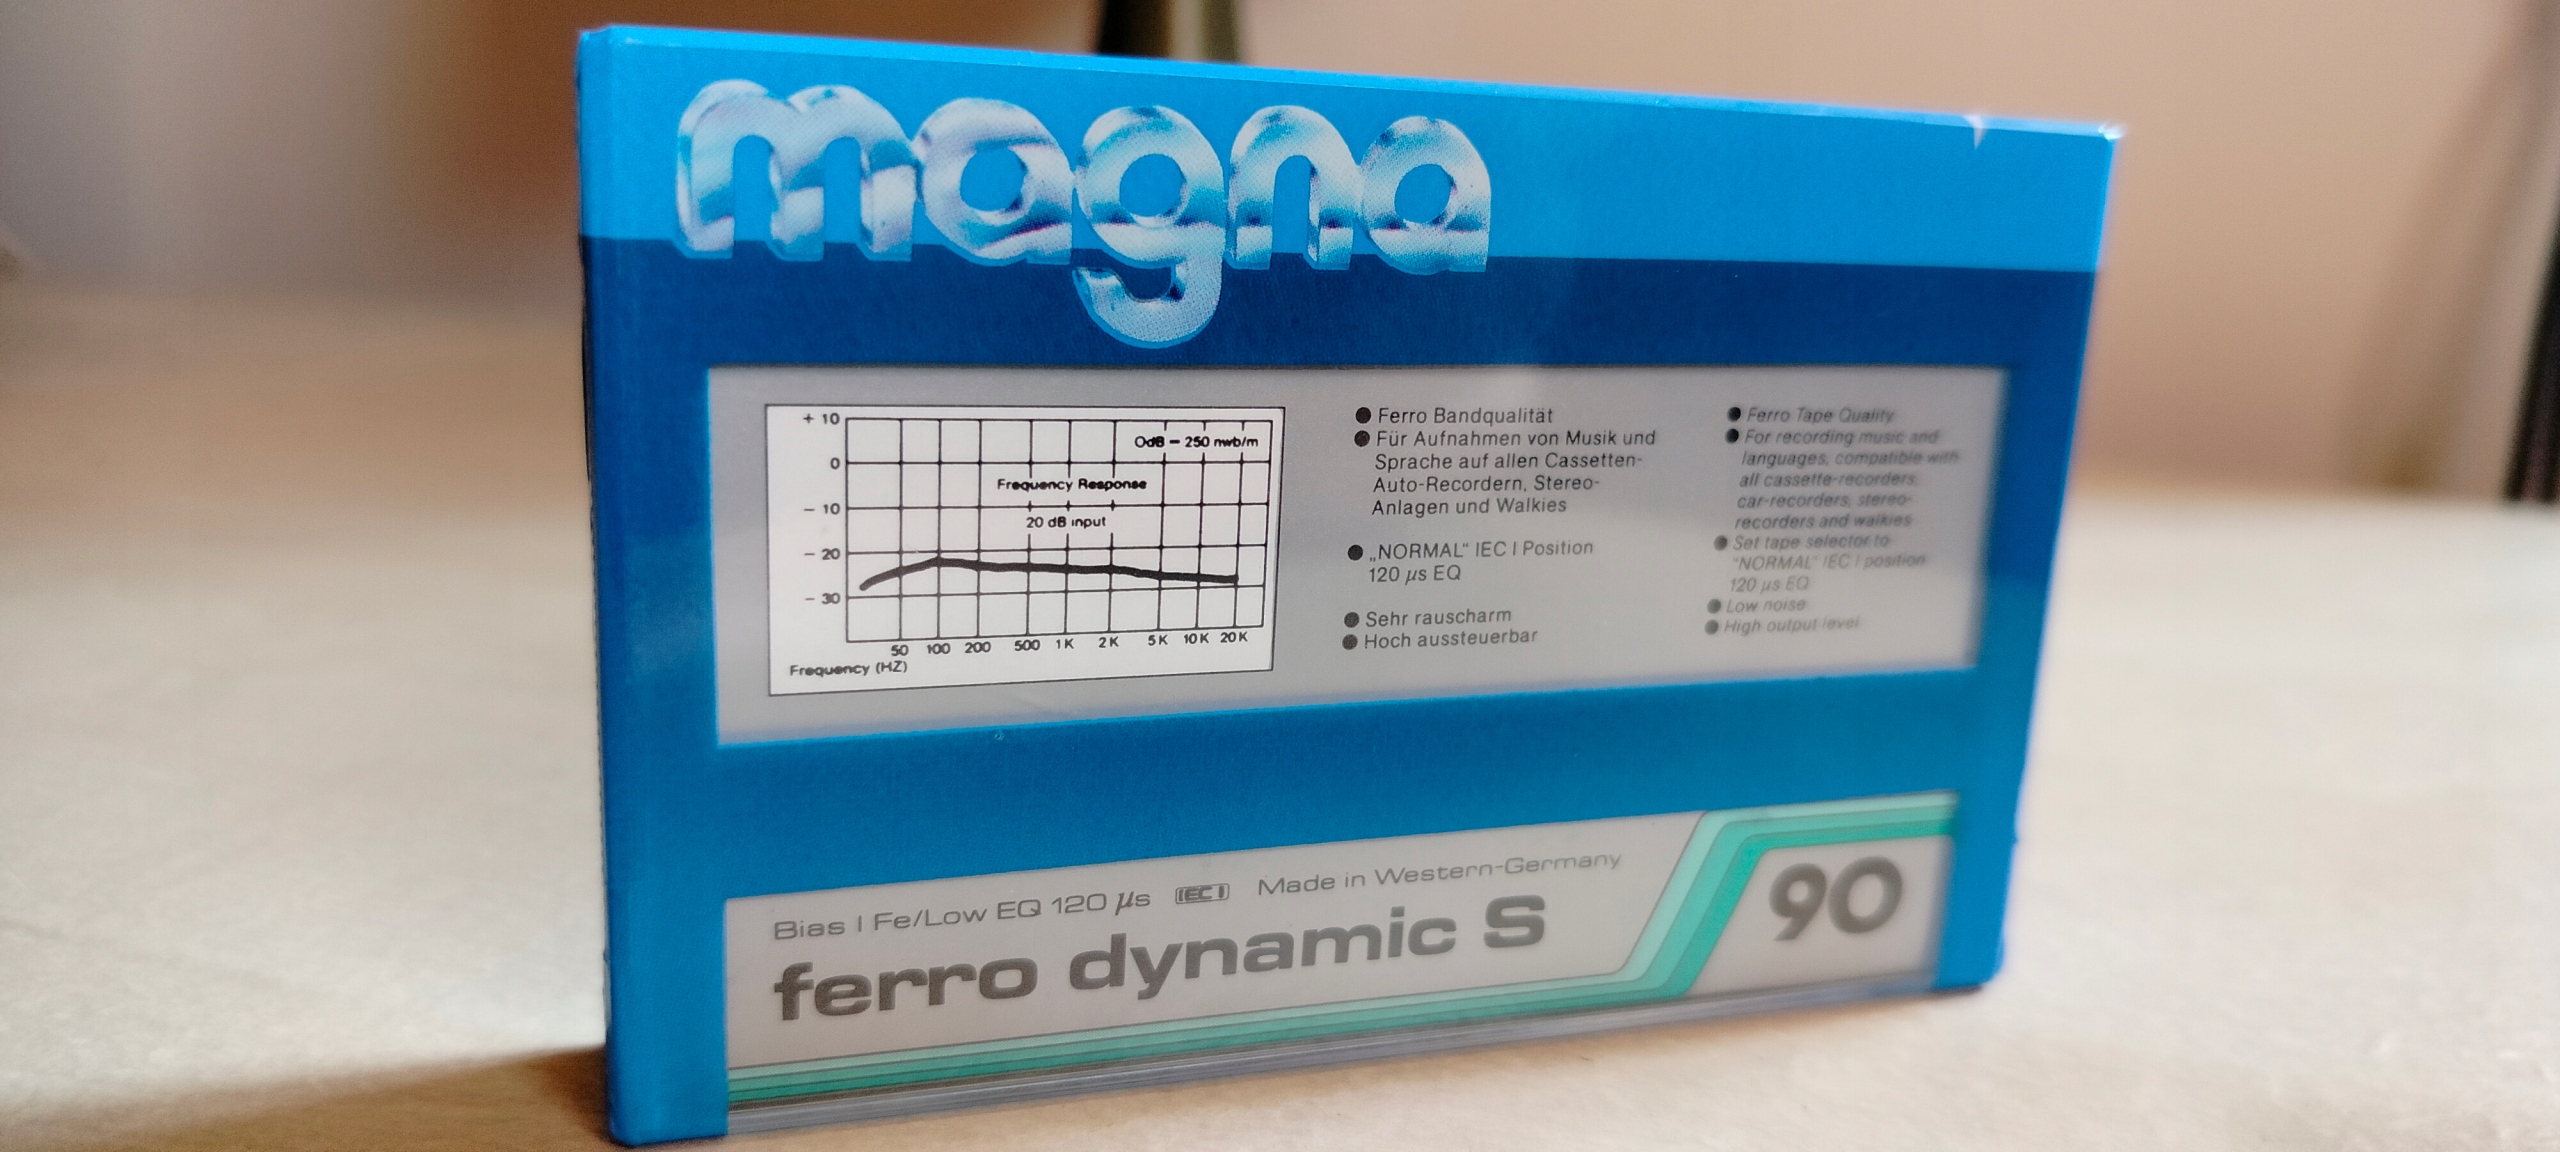 magna
+ 10
0
− 10
− 20
− 30
OdB − 250 nwb/m
Frequency Response
20 dB input
50 100 200 500 1K 2K 5K 10K 20K
Frequency (HZ)
● Ferro Bandqualität
● Für Aufnahmen von Musik und
Sprache auf allen Cassetten-
Auto-Recordern, Stereo-
Anlagen und Walkies
● „NORMAL“ IEC I Position
120 µs EQ
● Sehr rauscharm
● Hoch aussteuerbar
● Ferro Tape Quality
● For recording music and
languages, compatible with
all cassette-recorders,
car-recorders, stereo-
recorders and walkies
● Set tape selector to
"NORMAL" IEC I position
120 µs EQ
● Low noise
● High output level
Bias I Fe/Low EQ 120 µs IEC I Made in Western-Germany
ferro dynamic S
90